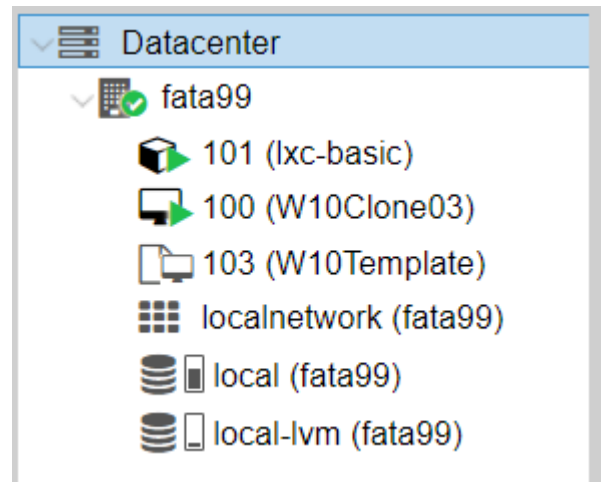 Datacenter
fata99
101 (lxc-basic)
100 (W10Clone03)
103 (W10Template)
localnetwork (fata99)
local (fata99)
local-lvm (fata99)